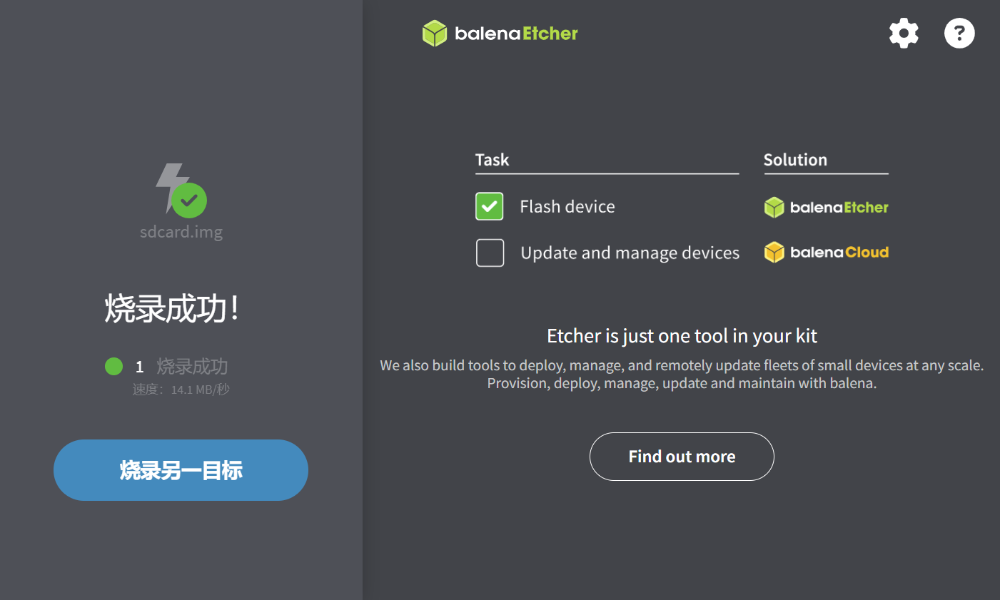 sdcard.img
烧录成功！
1 烧录成功
速度：14.1 MB/秒
烧录另一目标
balenaEtcher
?
Task Solution
Flash device balenaEtcher
Update and manage devices balenaCloud
Etcher is just one tool in your kit
We also build tools to deploy, manage, and remotely update fleets of small devices at any scale.
Provision, deploy, manage, update and maintain with balena.
Find out more